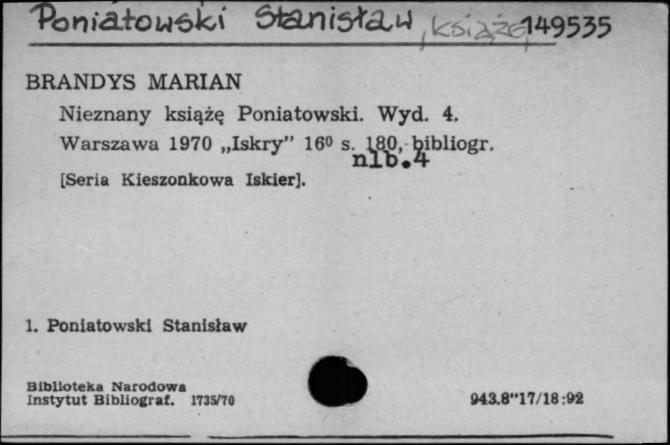 Poniatowski Stanisław, książę, 149535
BRANDYS MARIAN
Nieznany książę Poniatowski. Wyd. 4.
Warszawa 1970 „Iskry” 16⁰ s. 180, bibliogr.
nlb.4
[Seria Kieszonkowa Iskier].
1. Poniatowski Stanisław
Biblioteka Narodowa
Instytut Bibliograf. 1735/70
943.8"17/18:92